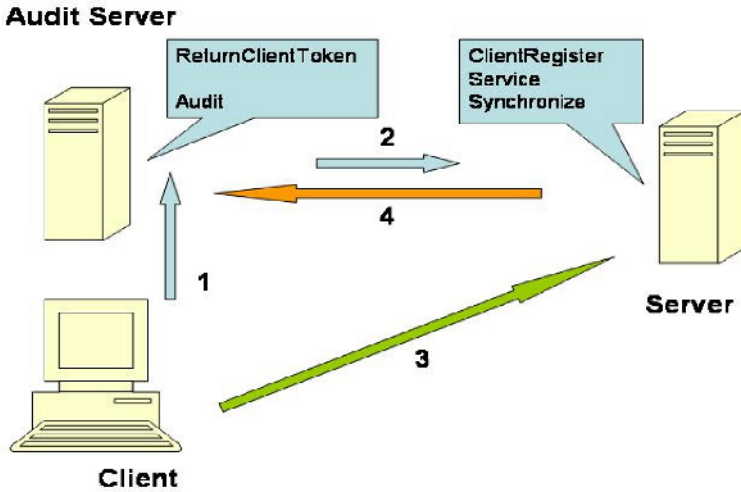 Audit Server
ReturnClientToken
Audit
ClientRegister
Service
Synchronize
2
4
1
Server
3
Client